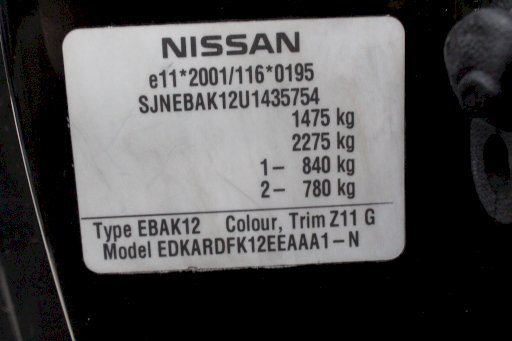 NISSAN
e11*2001/116*0195
SJNEBAK12U1435754
1475 kg
2275 kg
1– 840 kg
2– 780 kg
Type EBAK12 Colour, Trim Z11 G
Model EDKARDFK12EEAAA1–N